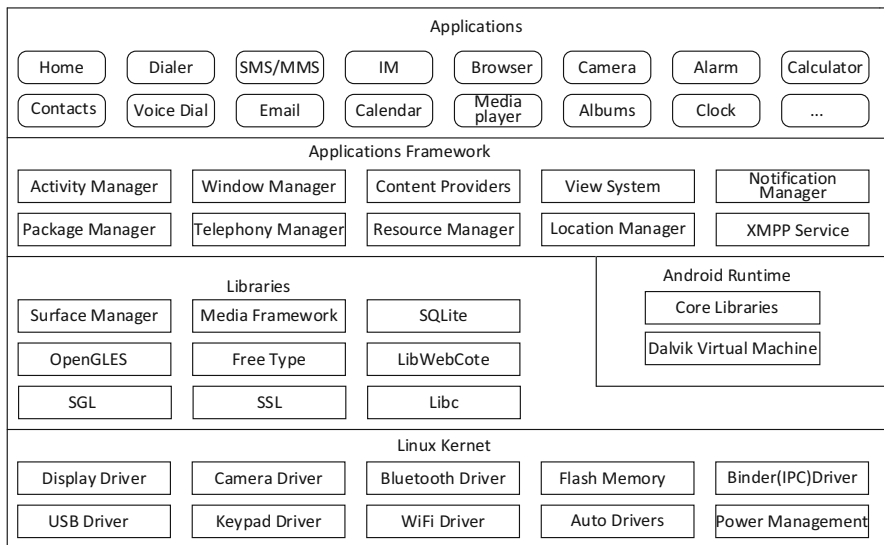 Applications
Home Dialer SMS/MMS IM Browser Camera Alarm Calculator
Contacts Voice Dial Email Calendar Media player Albums Clock ...
Applications Framework
Activity Manager Window Manager Content Providers View System Notification Manager
Package Manager Telephony Manager Resource Manager Location Manager XMPP Service
Libraries
Surface Manager Media Framework SQLite
OpenGLES Free Type LibWebCote
SGL SSL Libc
Android Runtime
Core Libraries
Dalvik Virtual Machine
Linux Kernet
Display Driver Camera Driver Bluetooth Driver Flash Memory Binder(IPC)Driver
USB Driver Keypad Driver WiFi Driver Auto Drivers Power Management